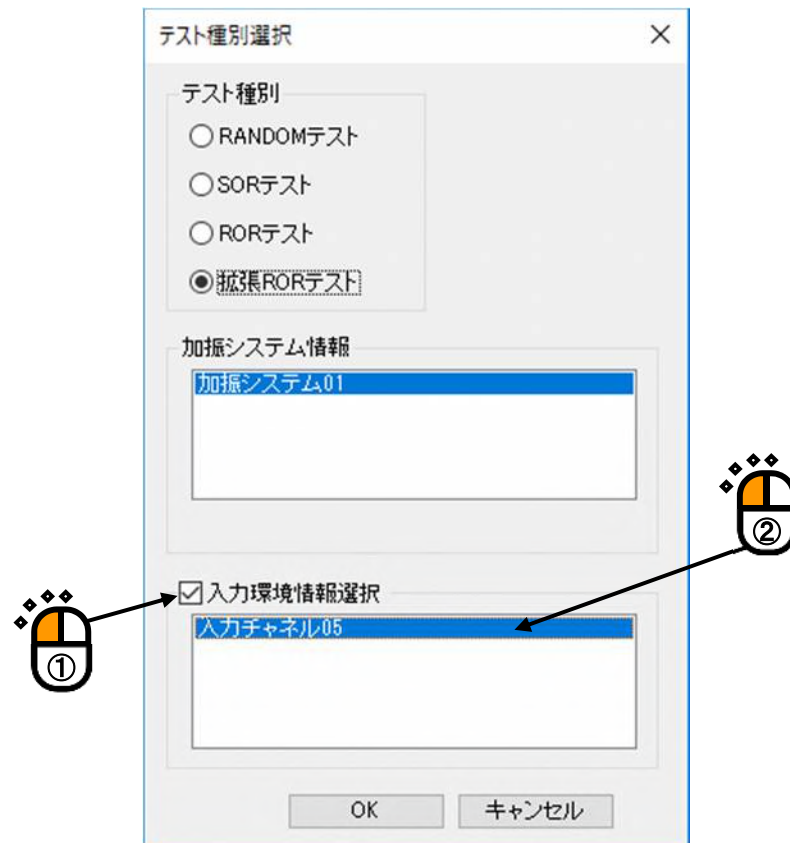 テスト種別選択
テスト種別
RANDOMテスト
SORテスト
RORテスト
拡張RORテスト
加振システム情報
加振システム01
②
入力環境情報選択
入力チャネル05
①
OK キャンセル